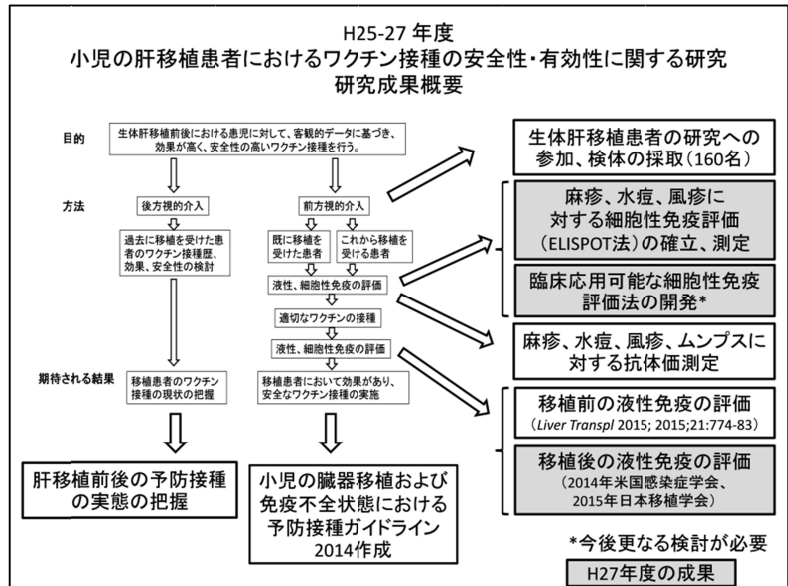 H25-27 年度
小児の肝移植患者におけるワクチン接種の安全性・有効性に関する研究
研究成果概要
目的
生体肝移植前後における患児に対して、客観的データに基づき、
効果が高く、安全性の高いワクチン接種を行う。
方法
後方視的介入
過去に移植を受けた患
者のワクチン接種歴、
効果、安全性の検討
前方視的介入
既に移植を
受けた患者
これから移植を
受ける患者
液性、細胞性免疫の評価
適切なワクチンの接種
液性、細胞性免疫の評価
期待される結果
移植患者のワクチン
接種の現状の把握
移植患者において効果があり、
安全なワクチン接種の実施
肝移植前後の予防接種
の実態の把握
小児の臓器移植および
免疫不全状態における
予防接種ガイドライン
2014作成
生体肝移植患者の研究への
参加、検体の採取(160名)
麻疹、水痘、風疹に
対する細胞性免疫評価
(ELISPOT法)の確立、測定
臨床応用可能な細胞性免疫
評価法の開発*
麻疹、水痘、風疹、ムンプスに
対する抗体価測定
移植前の液性免疫の評価
(Liver Transpl 2015; 2015;21:774-83)
移植後の液性免疫の評価
(2014年米国感染症学会、
2015年日本移植学会)
*今後更なる検討が必要
H27年度の成果